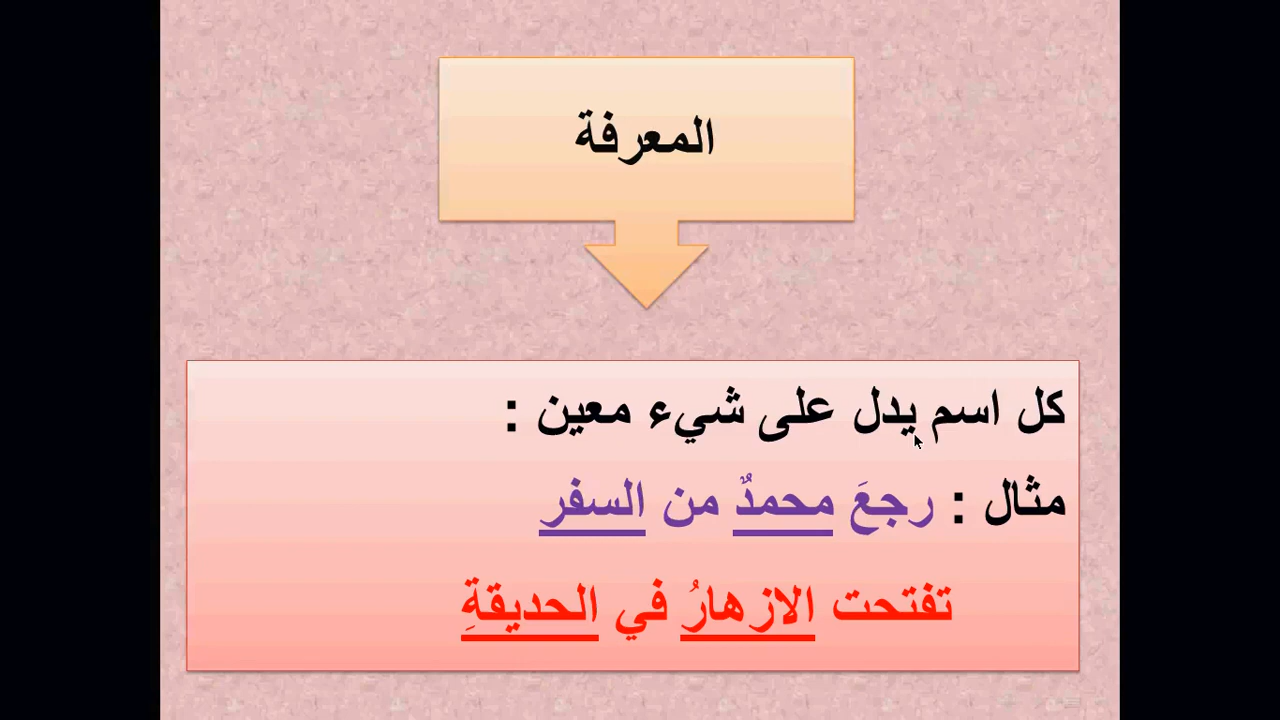 المعرفة
كل اسم يدل على شيء معين :
مثال : رجعَ محمدٌ من السفر
تفتحت الازهارُ في الحديقةِ